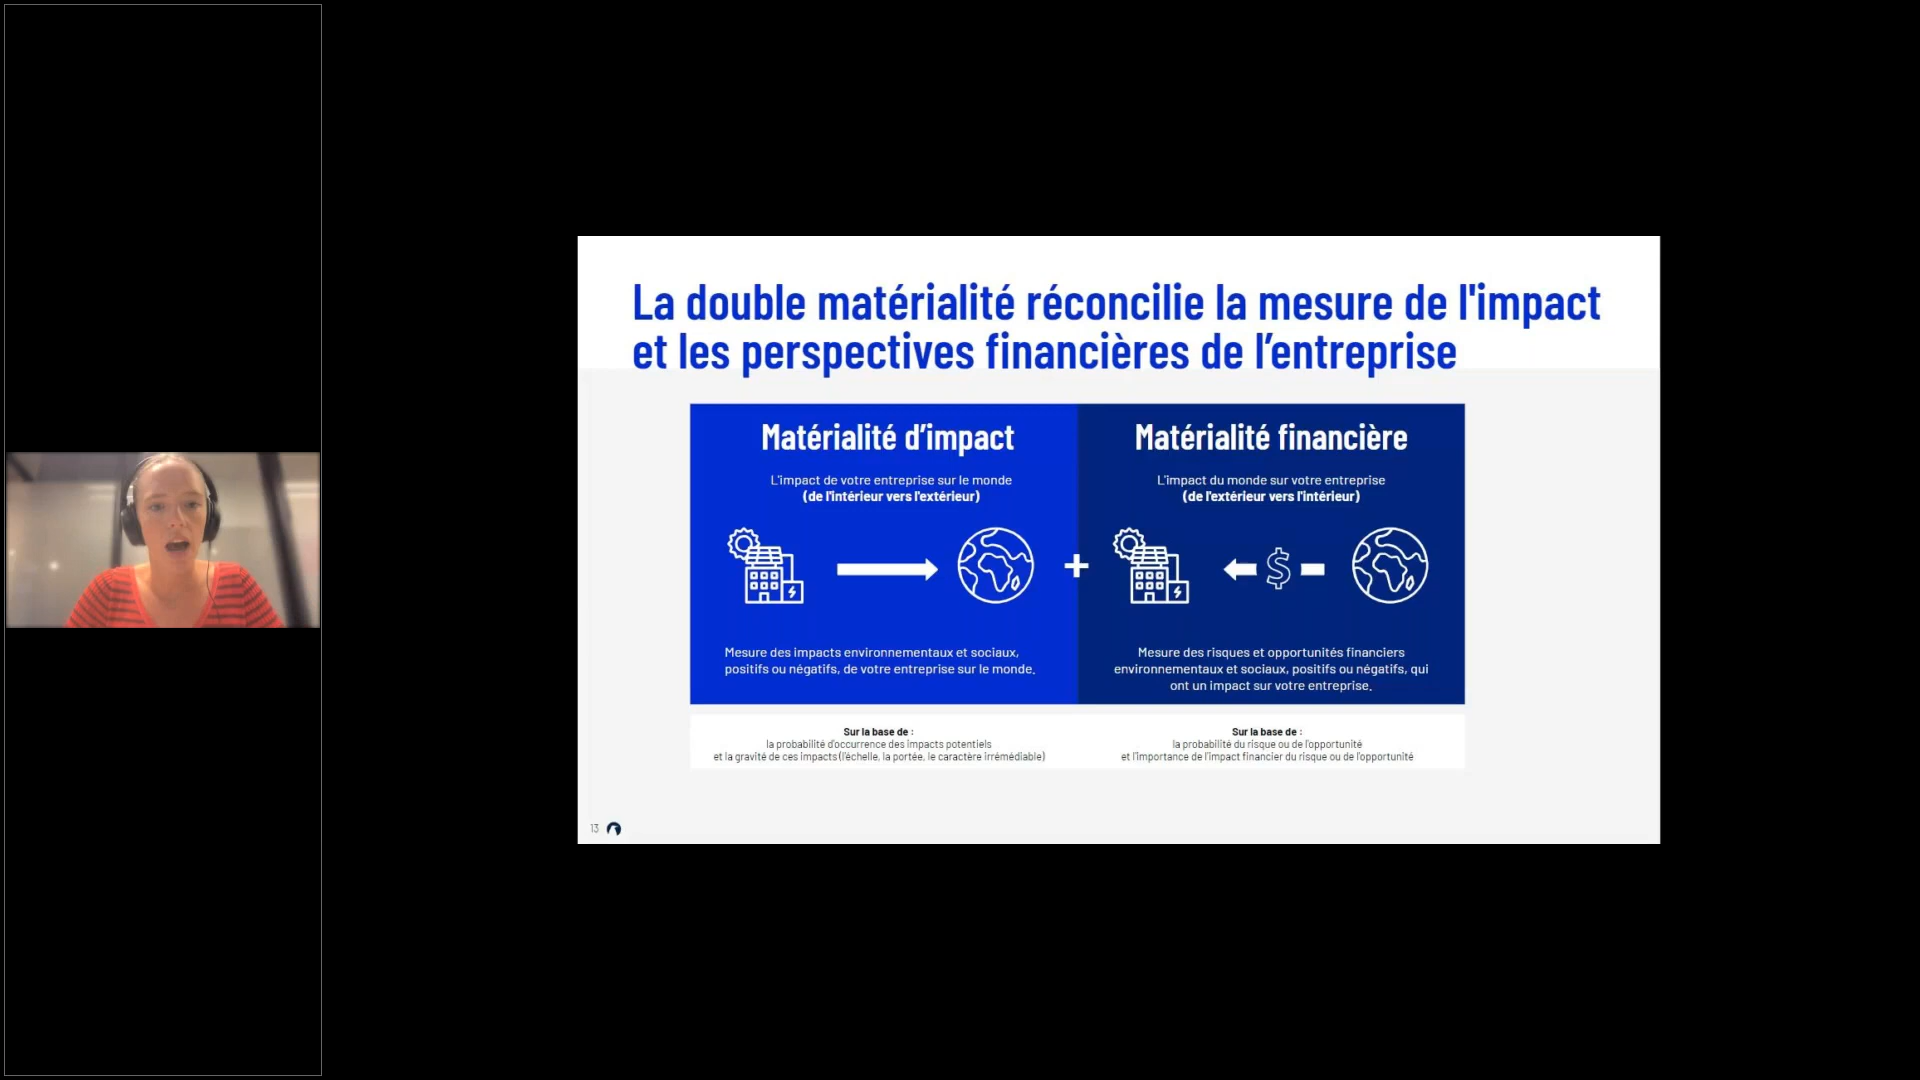 La double matérialité réconcilie la mesure de l'impact
et les perspectives financières de l’entreprise
Matérialité d’impact
L’impact de votre entreprise sur le monde
(de l'intérieur vers l'extérieur)
Mesure des impacts environnementaux et sociaux,
positifs ou négatifs, de votre entreprise sur le monde.
+
Matérialité financière
L’impact du monde sur votre entreprise
(de l'extérieur vers l'intérieur)
$
Mesure des risques et opportunités financiers
environnementaux et sociaux, positifs ou négatifs, qui
ont un impact sur votre entreprise.
Sur la base de :
la probabilité d’occurrence des impacts potentiels
et la gravité de ces impacts (l’échelle, la portée, le caractère irrémédiable)
Sur la base de :
la probabilité du risque ou de l’opportunité
et l’importance de l’impact financier du risque ou de l’opportunité
13